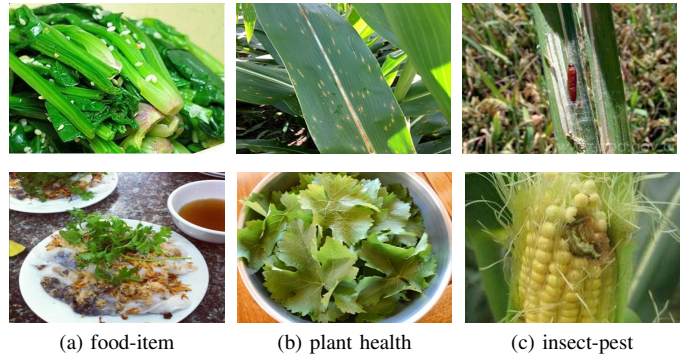 (a) food-item
(b) plant health
(c) insect-pest